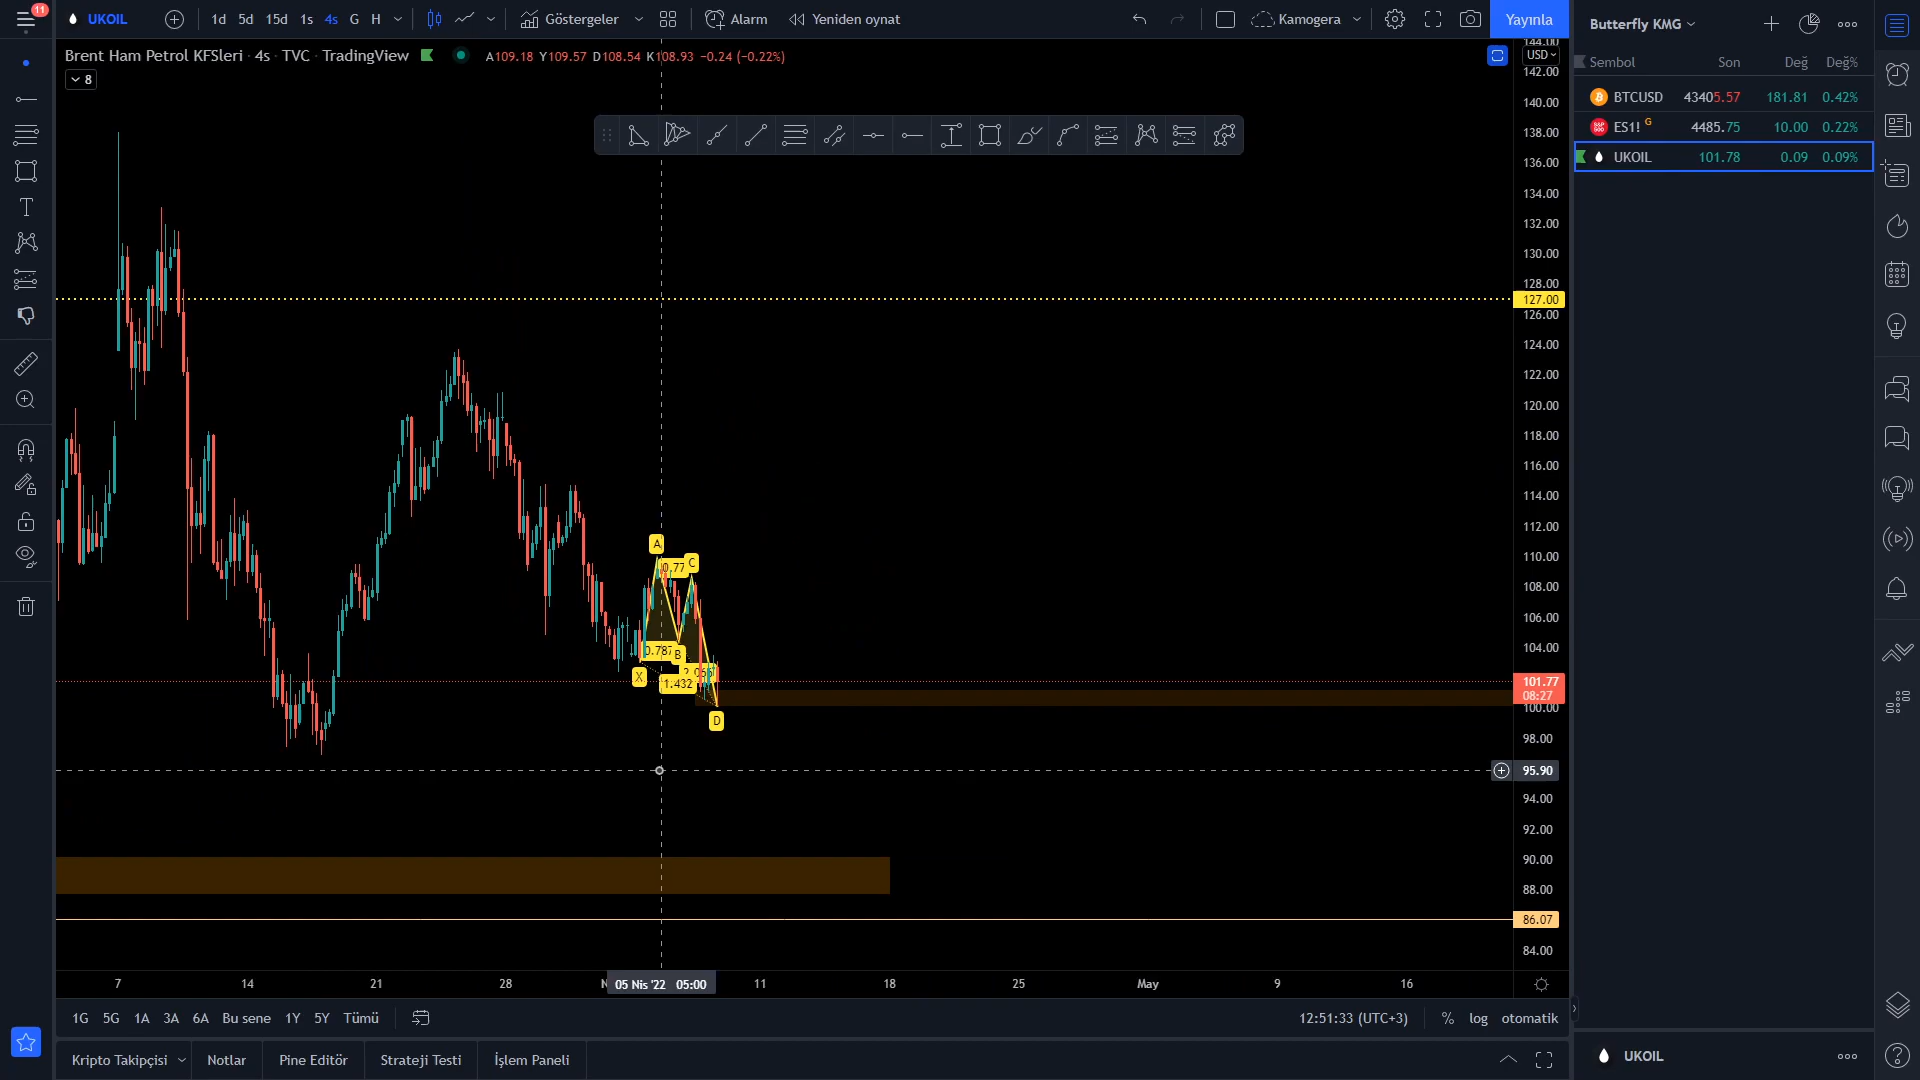 11
UKOIL
1d 5d 15d 1s 4s G H
Göstergeler
Alarm
Yeniden oynat
Kamogera
Yayınla
Brent Ham Petrol KFSleri · 4s · TVC · TradingView
A109.18 Y109.57 D108.54 K108.93 −0.24 (−0.22%)
8
USD
144.00
142.00
140.00
138.00
136.00
134.00
132.00
130.00
128.00
127.00
126.00
124.00
122.00
120.00
118.00
116.00
114.00
112.00
110.00
108.00
106.00
104.00
101.77
08:27
100.00
98.00
95.90
94.00
92.00
90.00
88.00
86.07
84.00
A
0.77
C
0.787
B
X
1.432
D
7 14 21 28
05 Nis '22 05:00
11 18 25 May 9 16
1G 5G 1A 3A 6A Bu sene 1Y 5Y Tümü
12:51:33 (UTC+3)
% log otomatik
Kripto Takipçisi
Notlar
Pine Editör
Strateji Testi
İşlem Paneli
Butterfly KMG
Sembol Son Değ Değ%
BTCUSD 43405.57 181.81 0.42%
ES1! G 4485.75 10.00 0.22%
UKOIL 101.78 0.09 0.09%
UKOIL